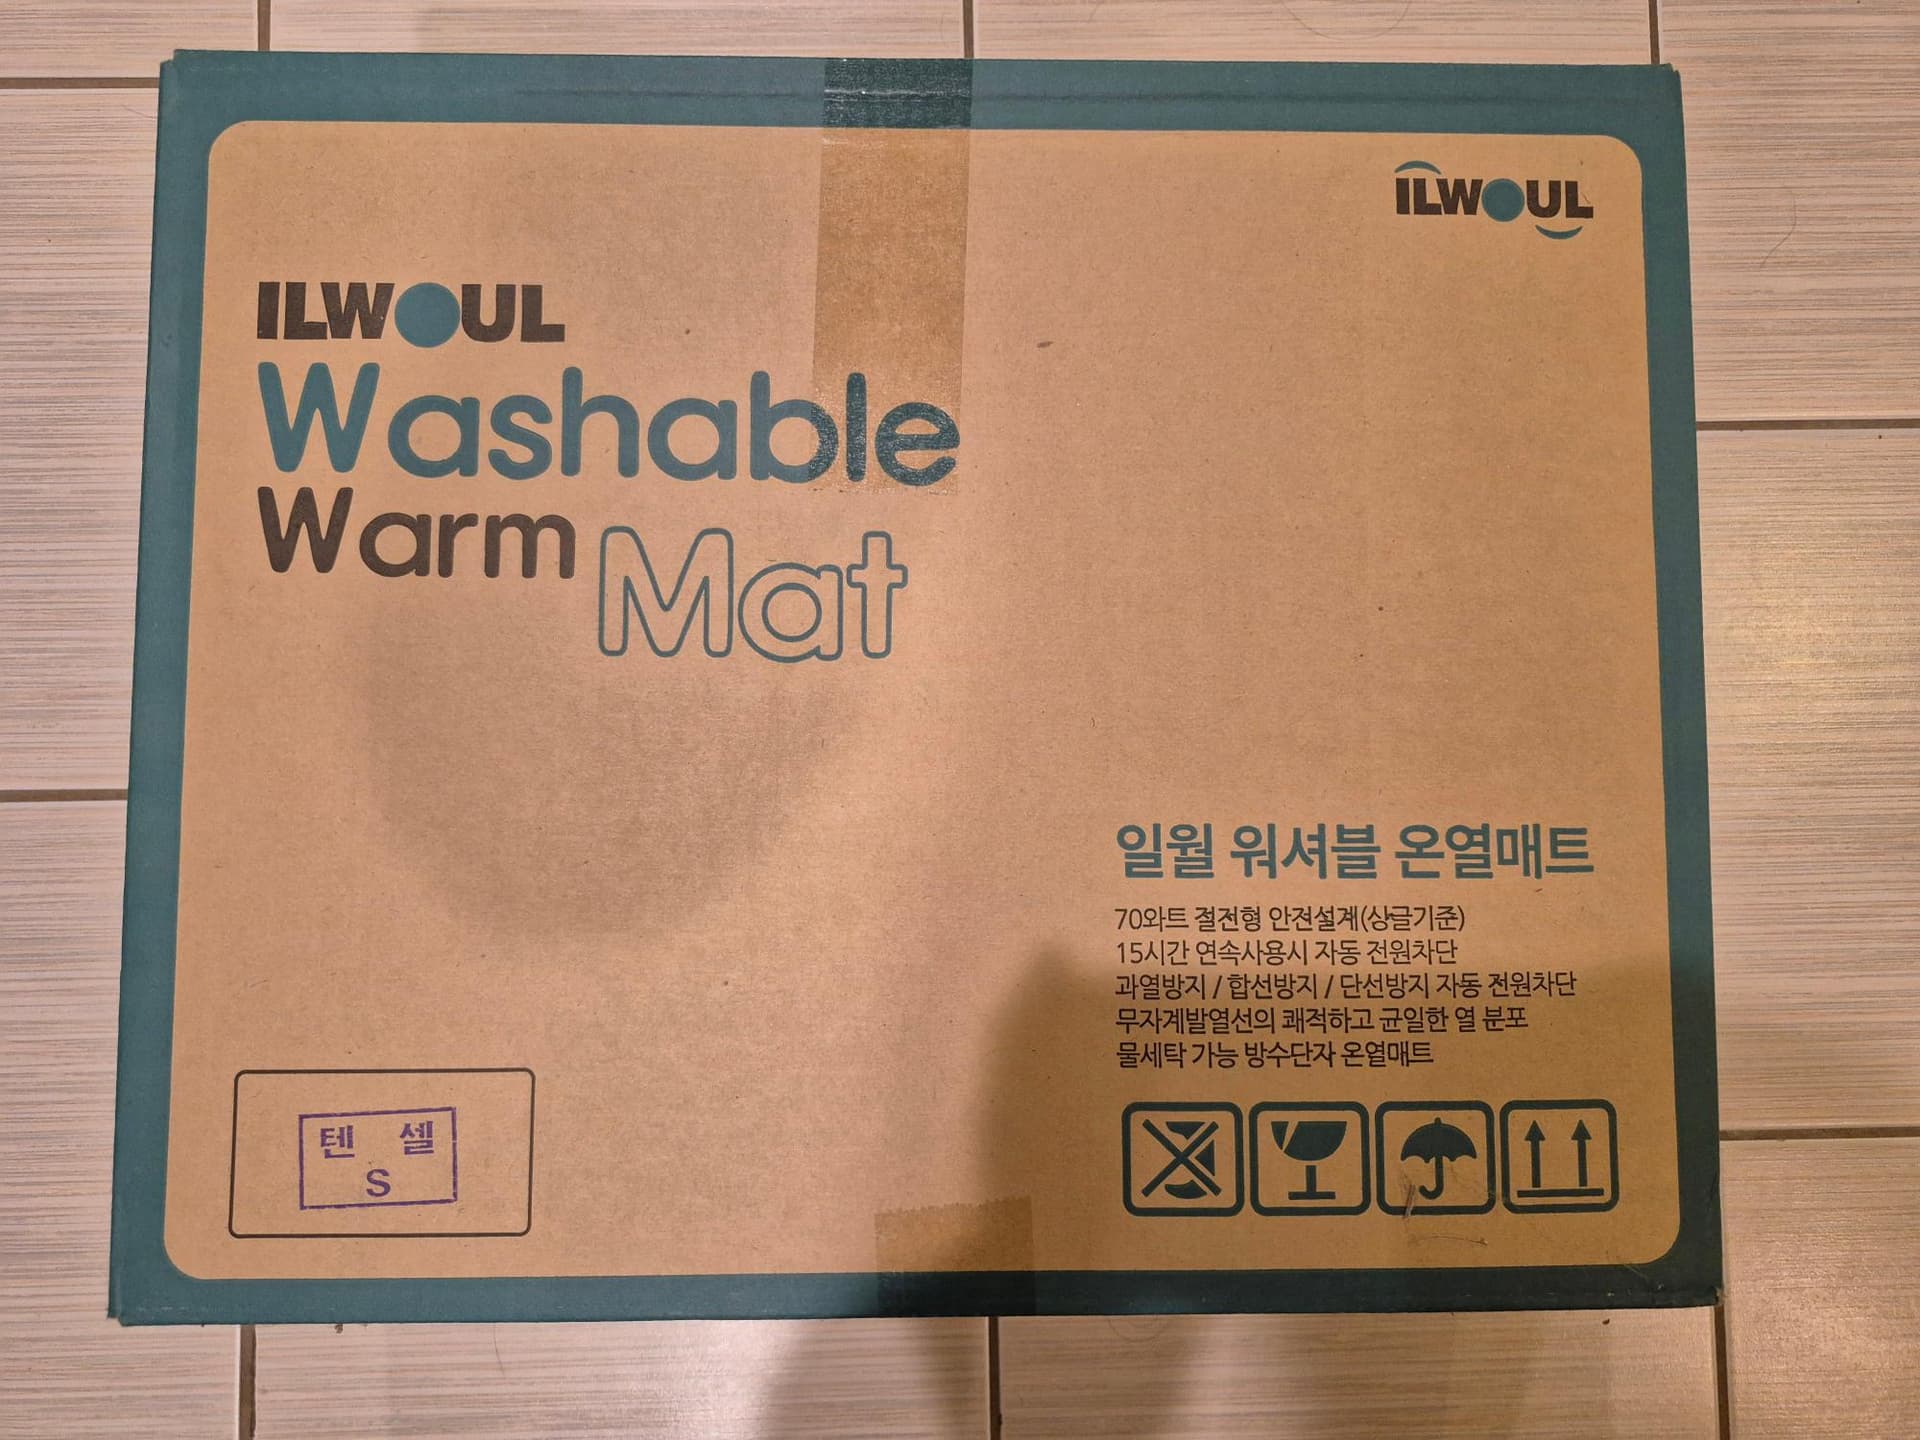 ILWOUL
ILWOUL
Washable
Warm Mat
일월 워셔블 온열매트
70와트 절전형 안전설계(싱글기준)
15시간 연속사용시 자동 전원차단
과열방지 / 합선방지 / 단선방지 자동 전원차단
무자계발열선의 쾌적하고 균일한 열 분포
물세탁 가능 방수단자 온열매트
텐 셀
S